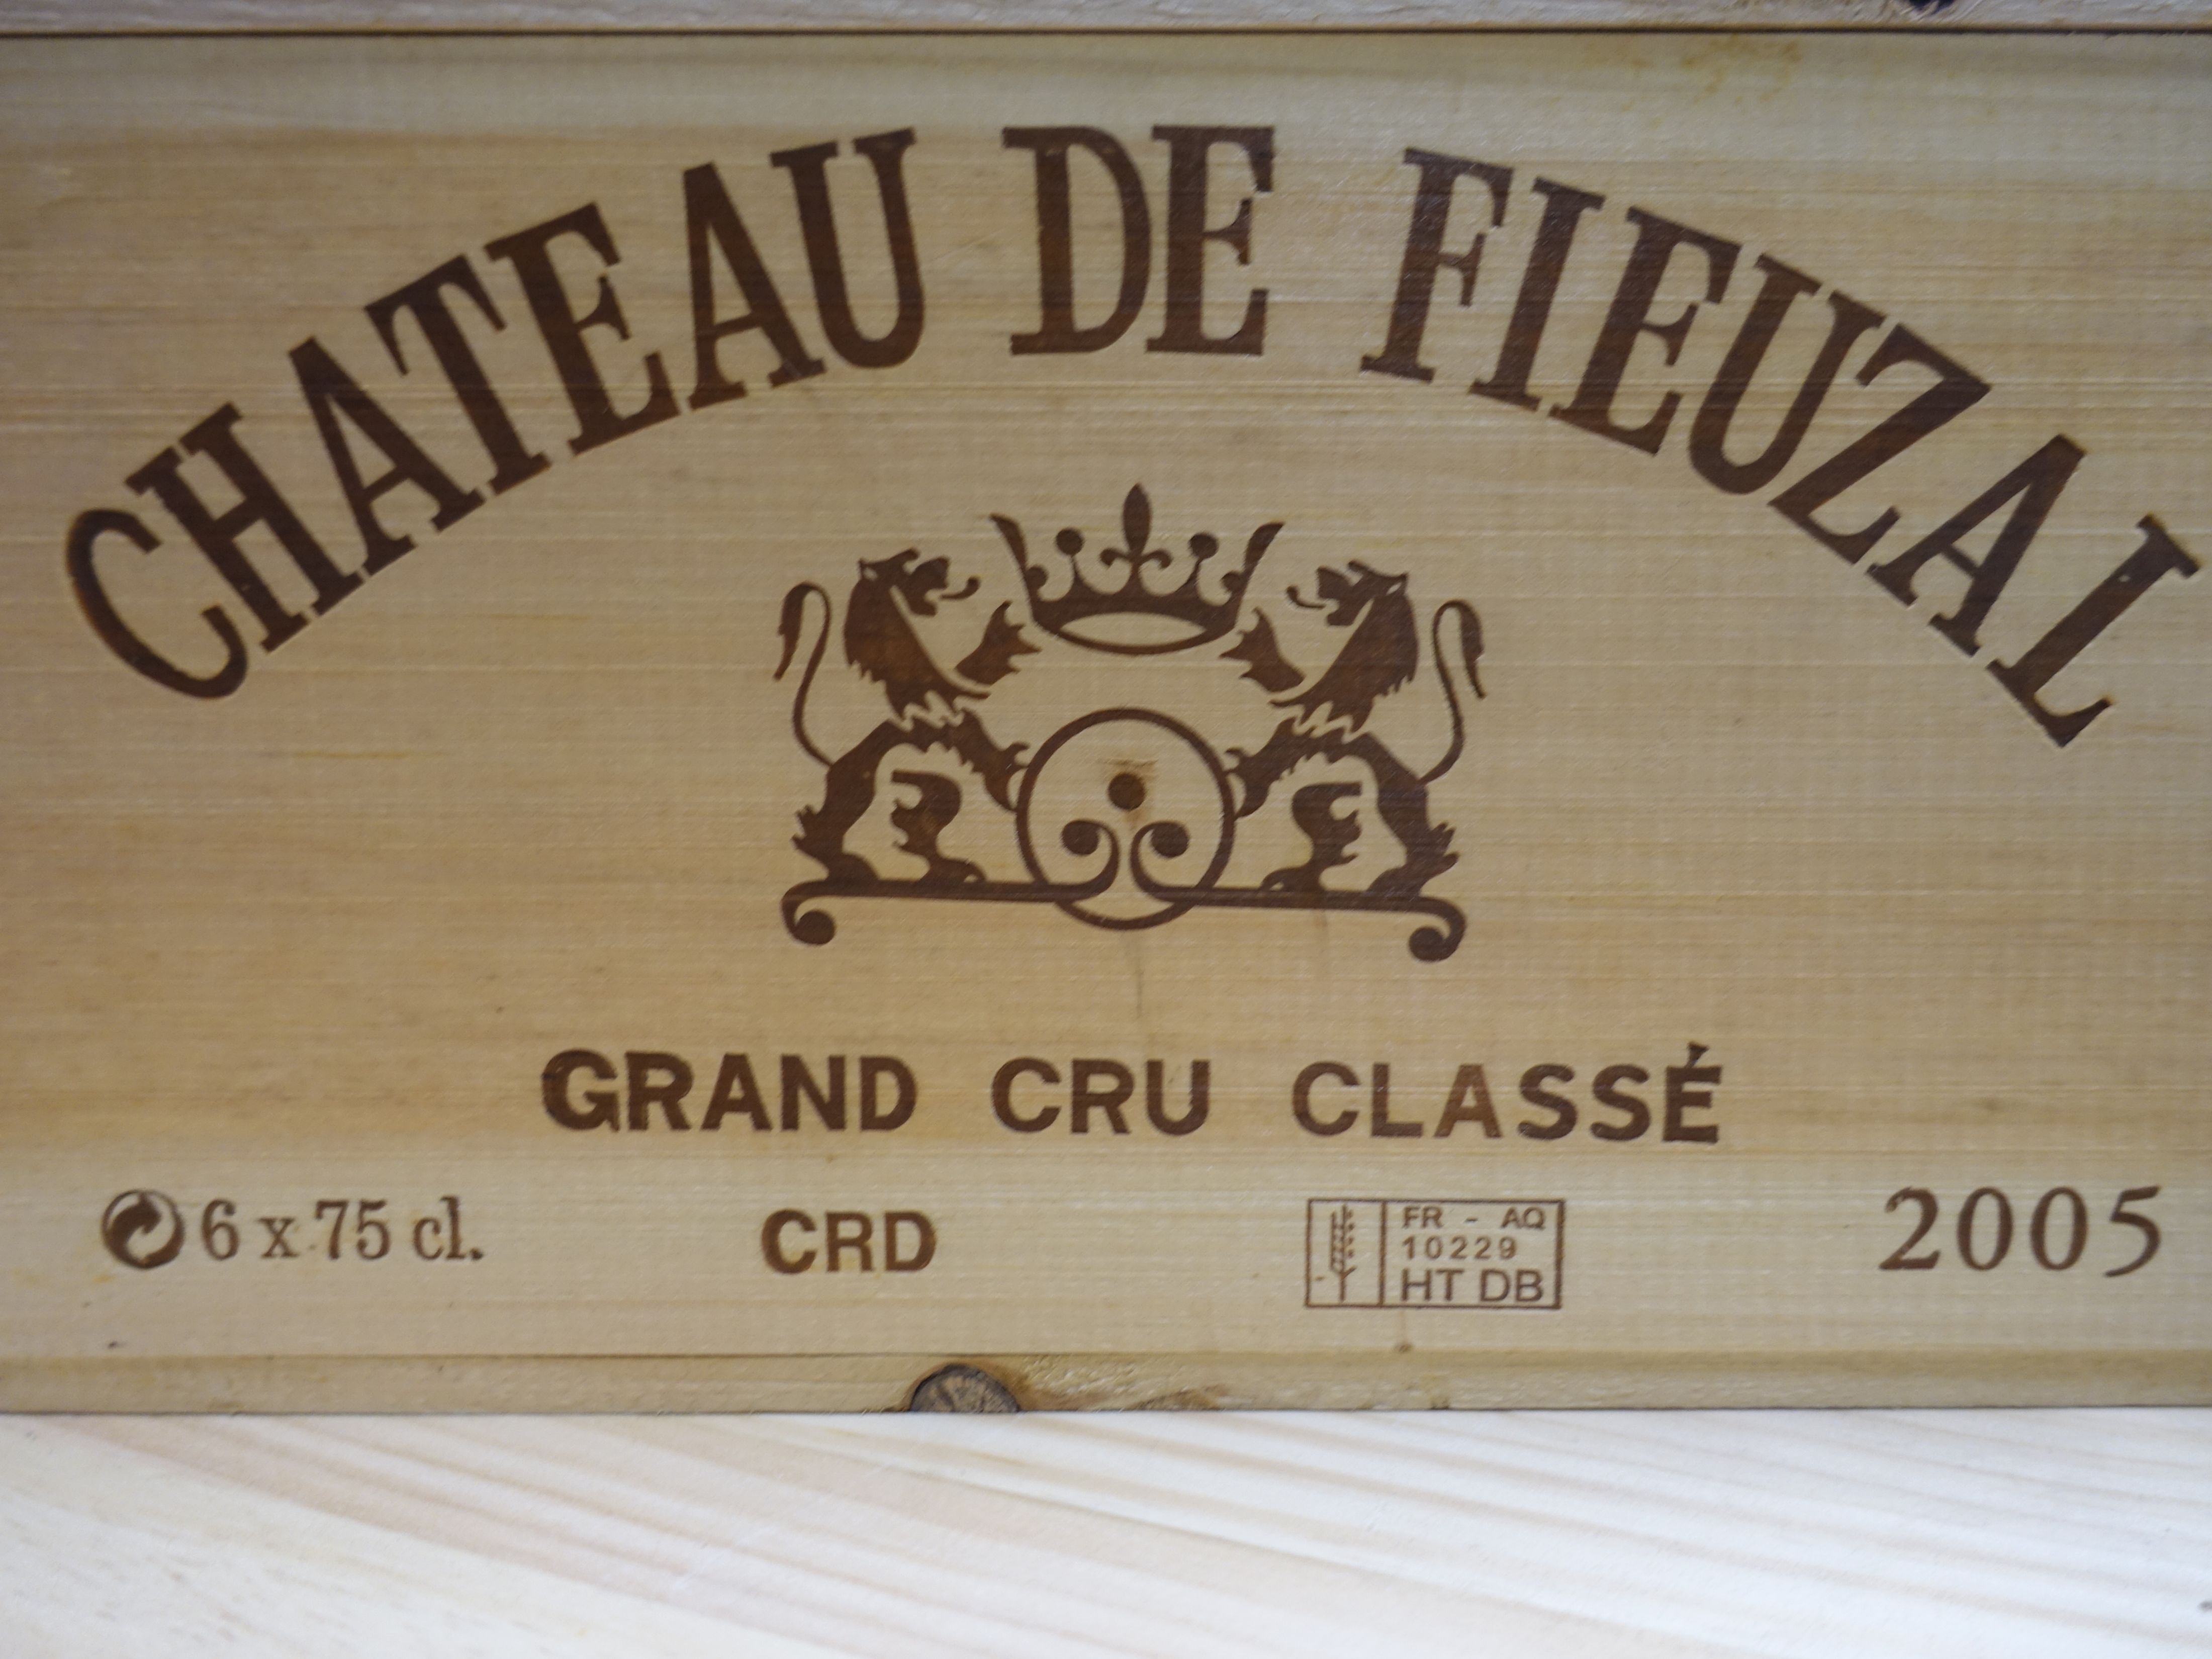 CHATEAU DE FIEUZAL
GRAND CRU CLASSÉ
6 x 75 cl.
CRD
FR - AQ
10229
HT DB
2005